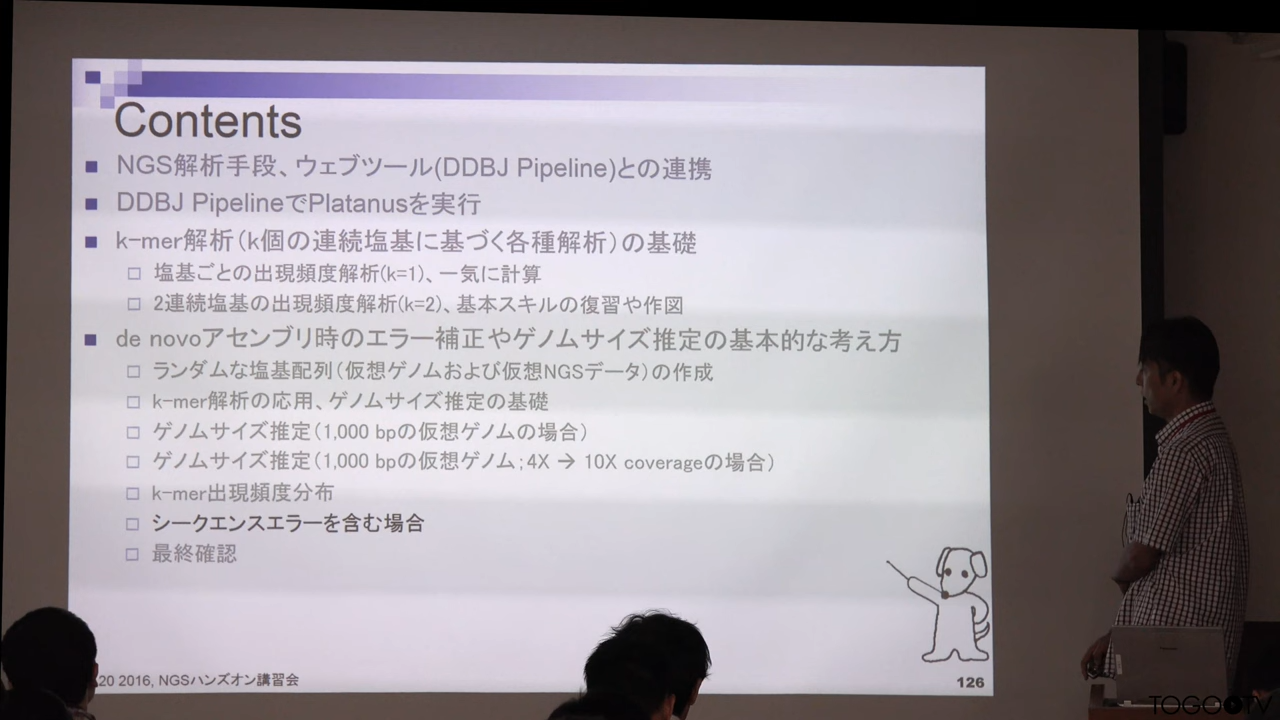 Contents
NGS解析手段、ウェブツール(DDBJ Pipeline)との連携
DDBJ PipelineでPlatanusを実行
k-mer解析(k個の連続塩基に基づく各種解析)の基礎
塩基ごとの出現頻度解析(k=1)、一気に計算
2連続塩基の出現頻度解析(k=2)、基本スキルの復習や作図
de novoアセンブリ時のエラー補正やゲノムサイズ推定の基本的な考え方
ランダムな塩基配列(仮想ゲノムおよび仮想NGSデータ)の作成
k-mer解析の応用、ゲノムサイズ推定の基礎
ゲノムサイズ推定(1,000 bpの仮想ゲノムの場合)
ゲノムサイズ推定(1,000 bpの仮想ゲノム;4X → 10X coverageの場合)
k-mer出現頻度分布
シークエンスエラーを含む場合
最終確認
20 2016, NGSハンズオン講習会
126
TOGO TV